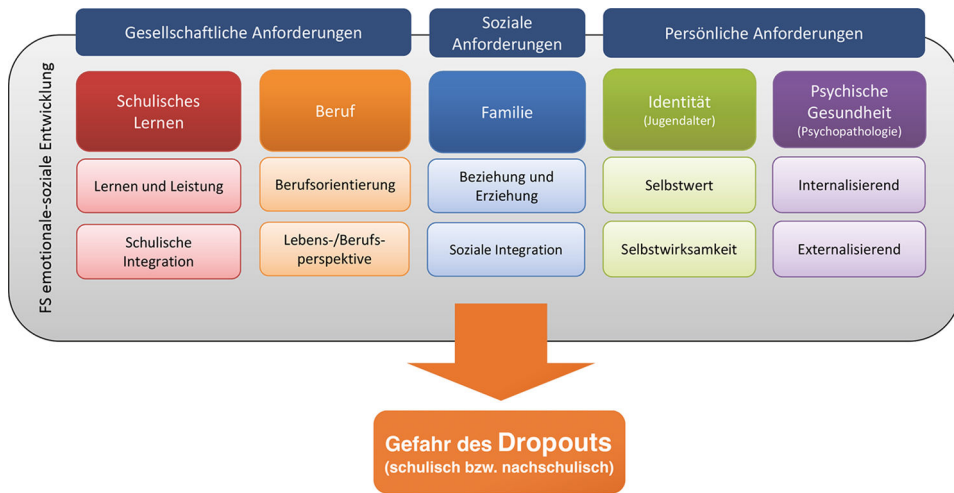 Gesellschaftliche Anforderungen
Soziale
Anforderungen
Persönliche Anforderungen
FS emotionale-soziale Entwicklung
Schulisches
Lernen
Beruf
Familie
Identität
(Jugendalter)
Psychische
Gesundheit
(Psychopathologie)
Lernen und Leistung
Berufsorientierung
Beziehung und
Erziehung
Selbstwert
Internalisierend
Schulische
Integration
Lebens-/Berufs-
perspektive
Soziale Integration
Selbstwirksamkeit
Externalisierend
Gefahr des Dropouts
(schulisch bzw. nachschulisch)